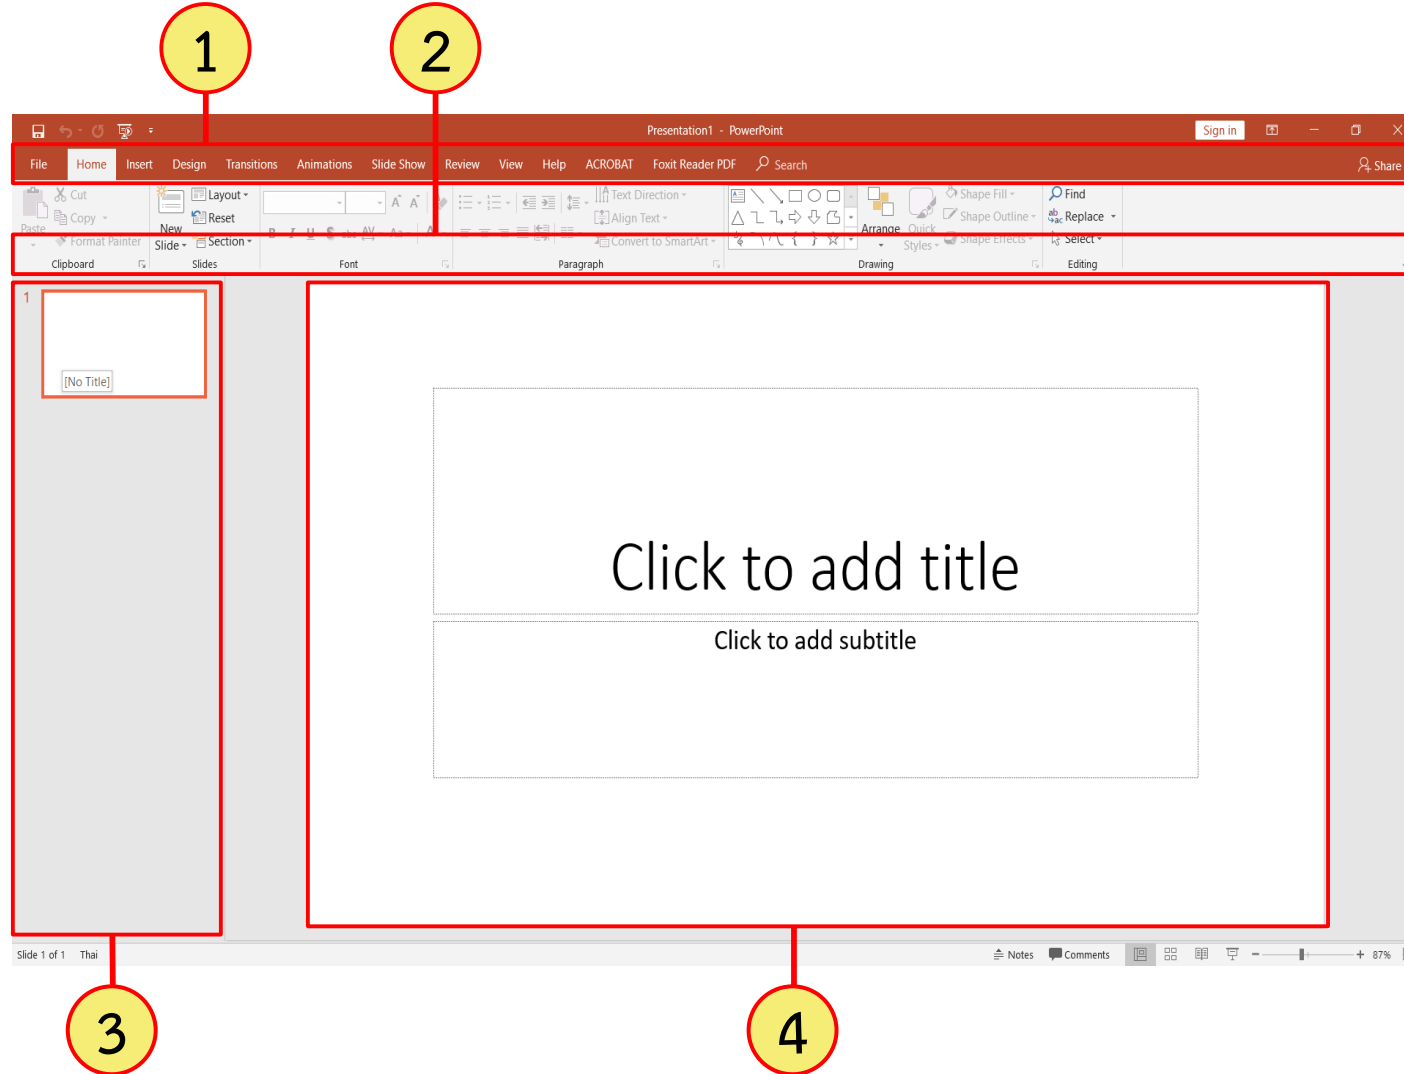 1
2
Presentation1 - PowerPoint
Sign in
File Home Insert Design Transitions Animations Slide Show Review View Help ACROBAT Foxit Reader PDF Search Share
Cut
Copy
Paste
Format Painter
Clipboard
New
Slide
Layout
Reset
Section
Slides
B I U S abc AV Aa A
A A
Font
Text Direction
Align Text
Convert to SmartArt
Paragraph
Arrange
Quick
Styles
Shape Fill
Shape Outline
Shape Effects
Drawing
Find
Replace
Select
Editing
1
[No Title]
Click to add title
Click to add subtitle
Slide 1 of 1 Thai
Notes Comments 87%
3
4